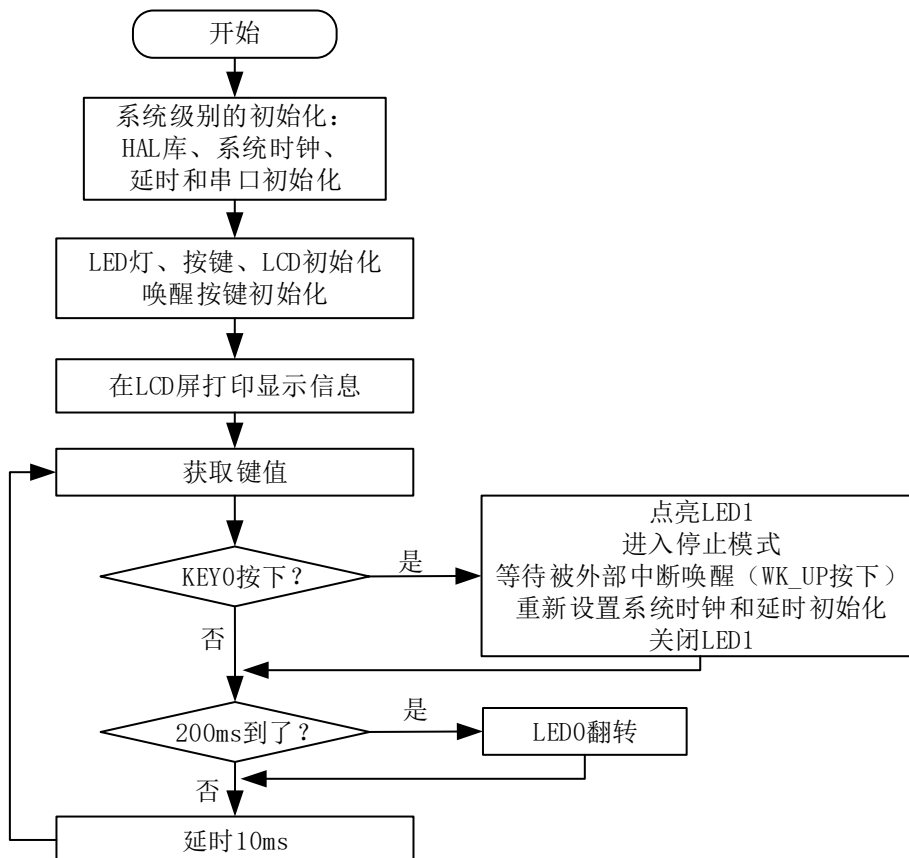 开始
系统级别的初始化：
HAL库、系统时钟、
延时和串口初始化
LED灯、按键、LCD初始化
唤醒按键初始化
在LCD屏打印显示信息
获取键值
KEY0按下？
是
点亮LED1
进入停止模式
等待被外部中断唤醒（WK_UP按下）
重新设置系统时钟和延时初始化
关闭LED1
否
200ms到了？
是
LED0翻转
否
延时10ms